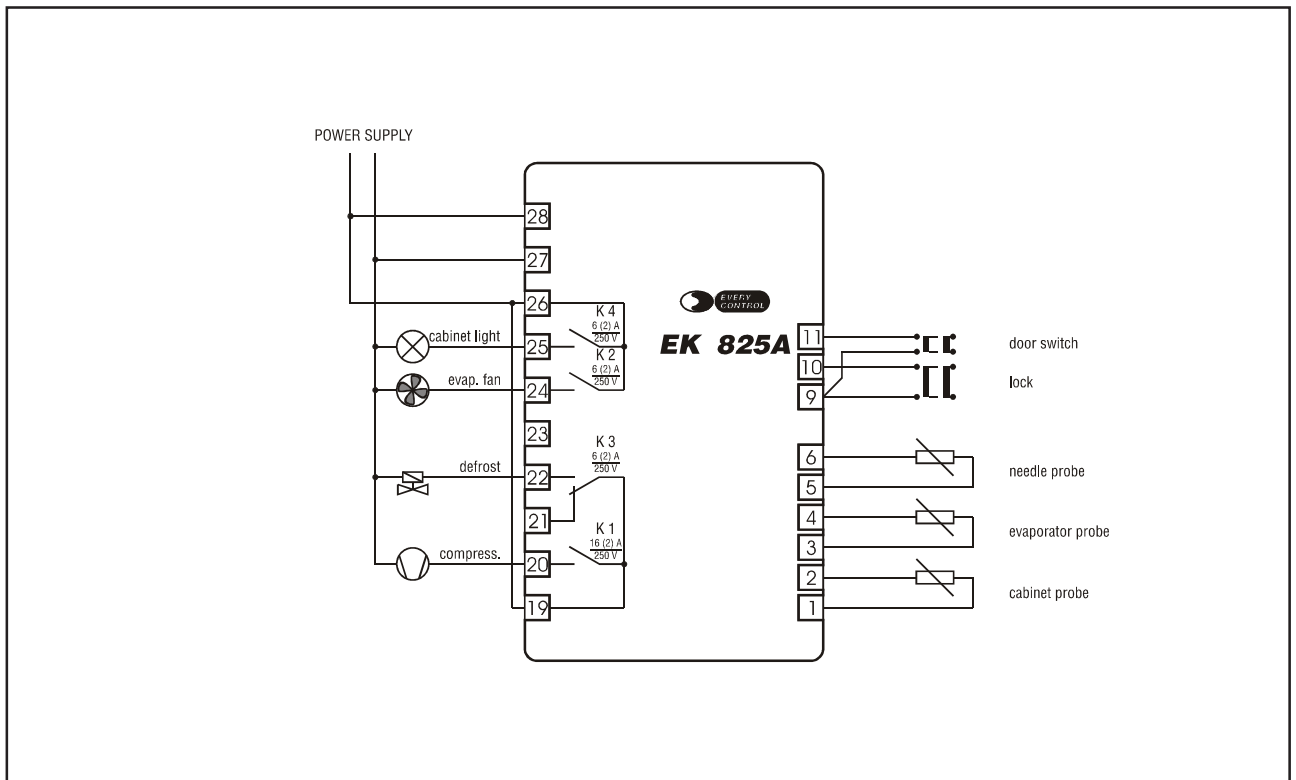 POWER SUPPLY
28
27
26
K 4
6 (2) A
250 V
cabinet light
25
K 2
6 (2) A
250 V
evap. fan
24
23
K 3
6 (2) A
250 V
defrost
22
21
K 1
16 (2) A
250 V
compress.
20
19
EVERY
CONTROL
EK 825A
11
door switch
10
lock
9
6
needle probe
5
4
evaporator probe
3
2
cabinet probe
1